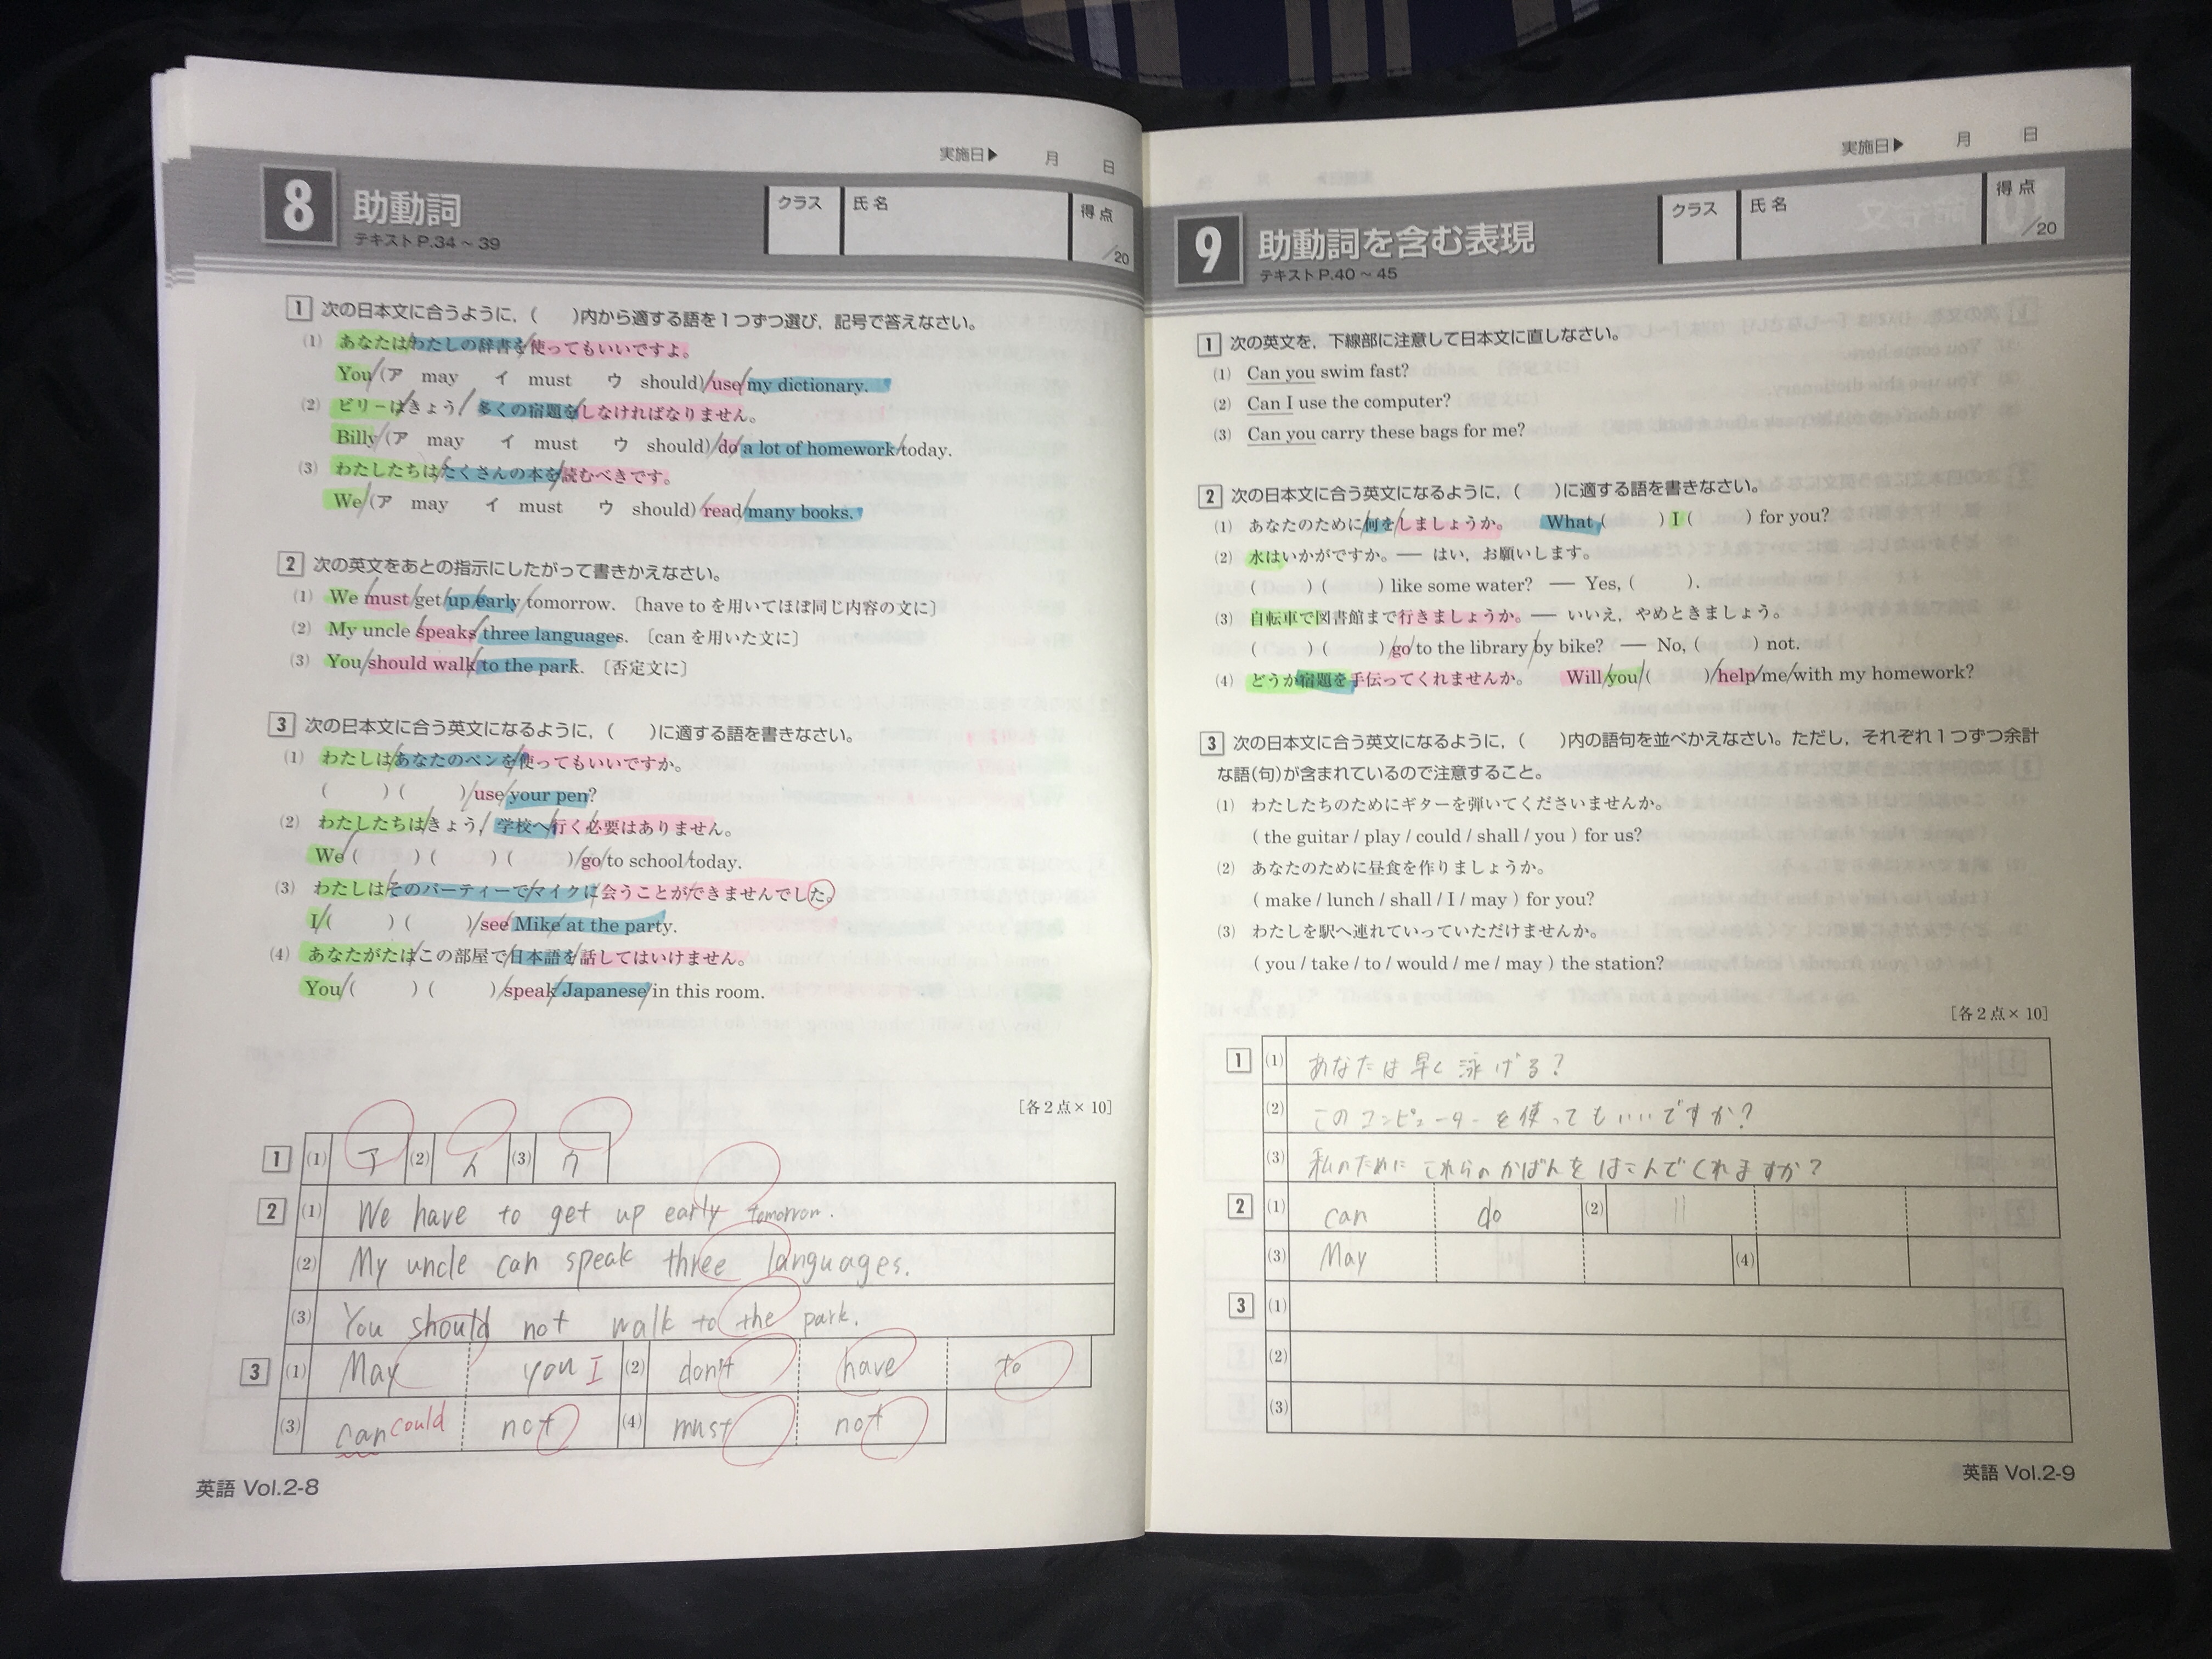 実施日▶ 月 日
8 助動詞
テキストP.34～39
クラス 氏名 得点
/20
1 次の日本文に合うように，( )内から適する語を1つずつ選び，記号で答えなさい。
(1) あなたはわたしの辞書を使ってもいいですよ。
You (ア may イ must ウ should) use my dictionary.
(2) ビリーはきょう，多くの宿題をしなければなりません。
Billy (ア may イ must ウ should) do a lot of homework today.
(3) わたしたちはたくさんの本を読むべきです。
We (ア may イ must ウ should) read many books.
2 次の英文をあとの指示にしたがって書きかえなさい。
(1) We must get up early tomorrow. 〔have to を用いてほぼ同じ内容の文に〕
(2) My uncle speaks three languages. 〔can を用いた文に〕
(3) You should walk to the park. 〔否定文に〕
3 次の日本文に合う英文になるように，( )に適する語を書きなさい。
(1) わたしはあなたのペンを使ってもいいですか。
( ) ( ) use your pen?
(2) わたしたちはきょう，学校へ行く必要はありません。
We ( ) ( ) ( ) go to school today.
(3) わたしはそのパーティーでマイクに会うことができませんでした。
I ( ) ( ) see Mike at the party.
(4) あなたがたはこの部屋で日本語を話してはいけません。
You ( ) ( ) speak Japanese in this room.
[各2点×10]
1 (1) ア (2) イ (3) ウ
2 (1) We have to get up early tomorrow.
(2) My uncle can speak three languages.
(3) You should not walk to the park.
3 (1) May you I (2) don't have to
(3) can could not (4) must not
英語 Vol.2-8
実施日▶ 月 日
9 助動詞を含む表現
テキストP.40～45
クラス 氏名 得点
/20
1 次の英文を，下線部に注意して日本文に直しなさい。
(1) Can you swim fast?
(2) Can I use the computer?
(3) Can you carry these bags for me?
2 次の日本文に合う英文になるように，( )に適する語を書きなさい。
(1) あなたのために何をしましょうか。 What ( ) I ( ) for you?
(2) 水はいかがですか。― はい，お願いします。
( ) ( ) like some water? ― Yes, ( ).
(3) 自転車で図書館まで行きましょうか。― いいえ，やめときましょう。
( ) ( ) go to the library by bike? ― No, ( ) not.
(4) どうか宿題を手伝ってくれませんか。 Will you ( ) help me with my homework?
3 次の日本文に合う英文になるように，( )内の語句を並べかえなさい。ただし，それぞれ1つずつ余計
な語(句)が含まれているので注意すること。
(1) わたしたちのためにギターを弾いてくださいませんか。
( the guitar / play / could / shall / you ) for us?
(2) あなたのために昼食を作りましょうか。
( make / lunch / shall / I / may ) for you?
(3) わたしを駅へ連れていっていただけませんか。
( you / take / to / would / me / may ) the station?
[各2点×10]
1 (1) あなたは早く泳げる?
(2) このコンピューターを使ってもいいですか?
(3) 私のためにこれらのかばんをはこんでくれますか?
2 (1) can do (2)
(3) May (4)
3 (1)
(2)
(3)
英語 Vol.2-9